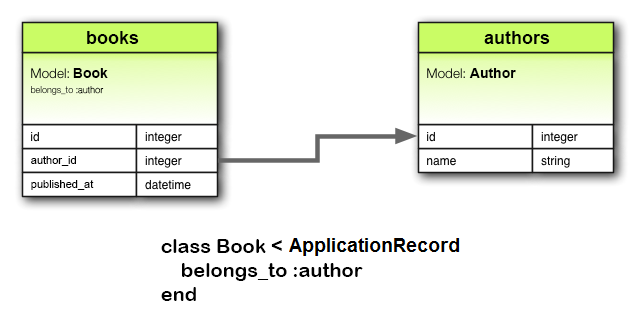 books
Model: Book
belongs_to :author
id integer
author_id integer
published_at datetime
authors
Model: Author
id integer
name string
class Book < ApplicationRecord
belongs_to :author
end